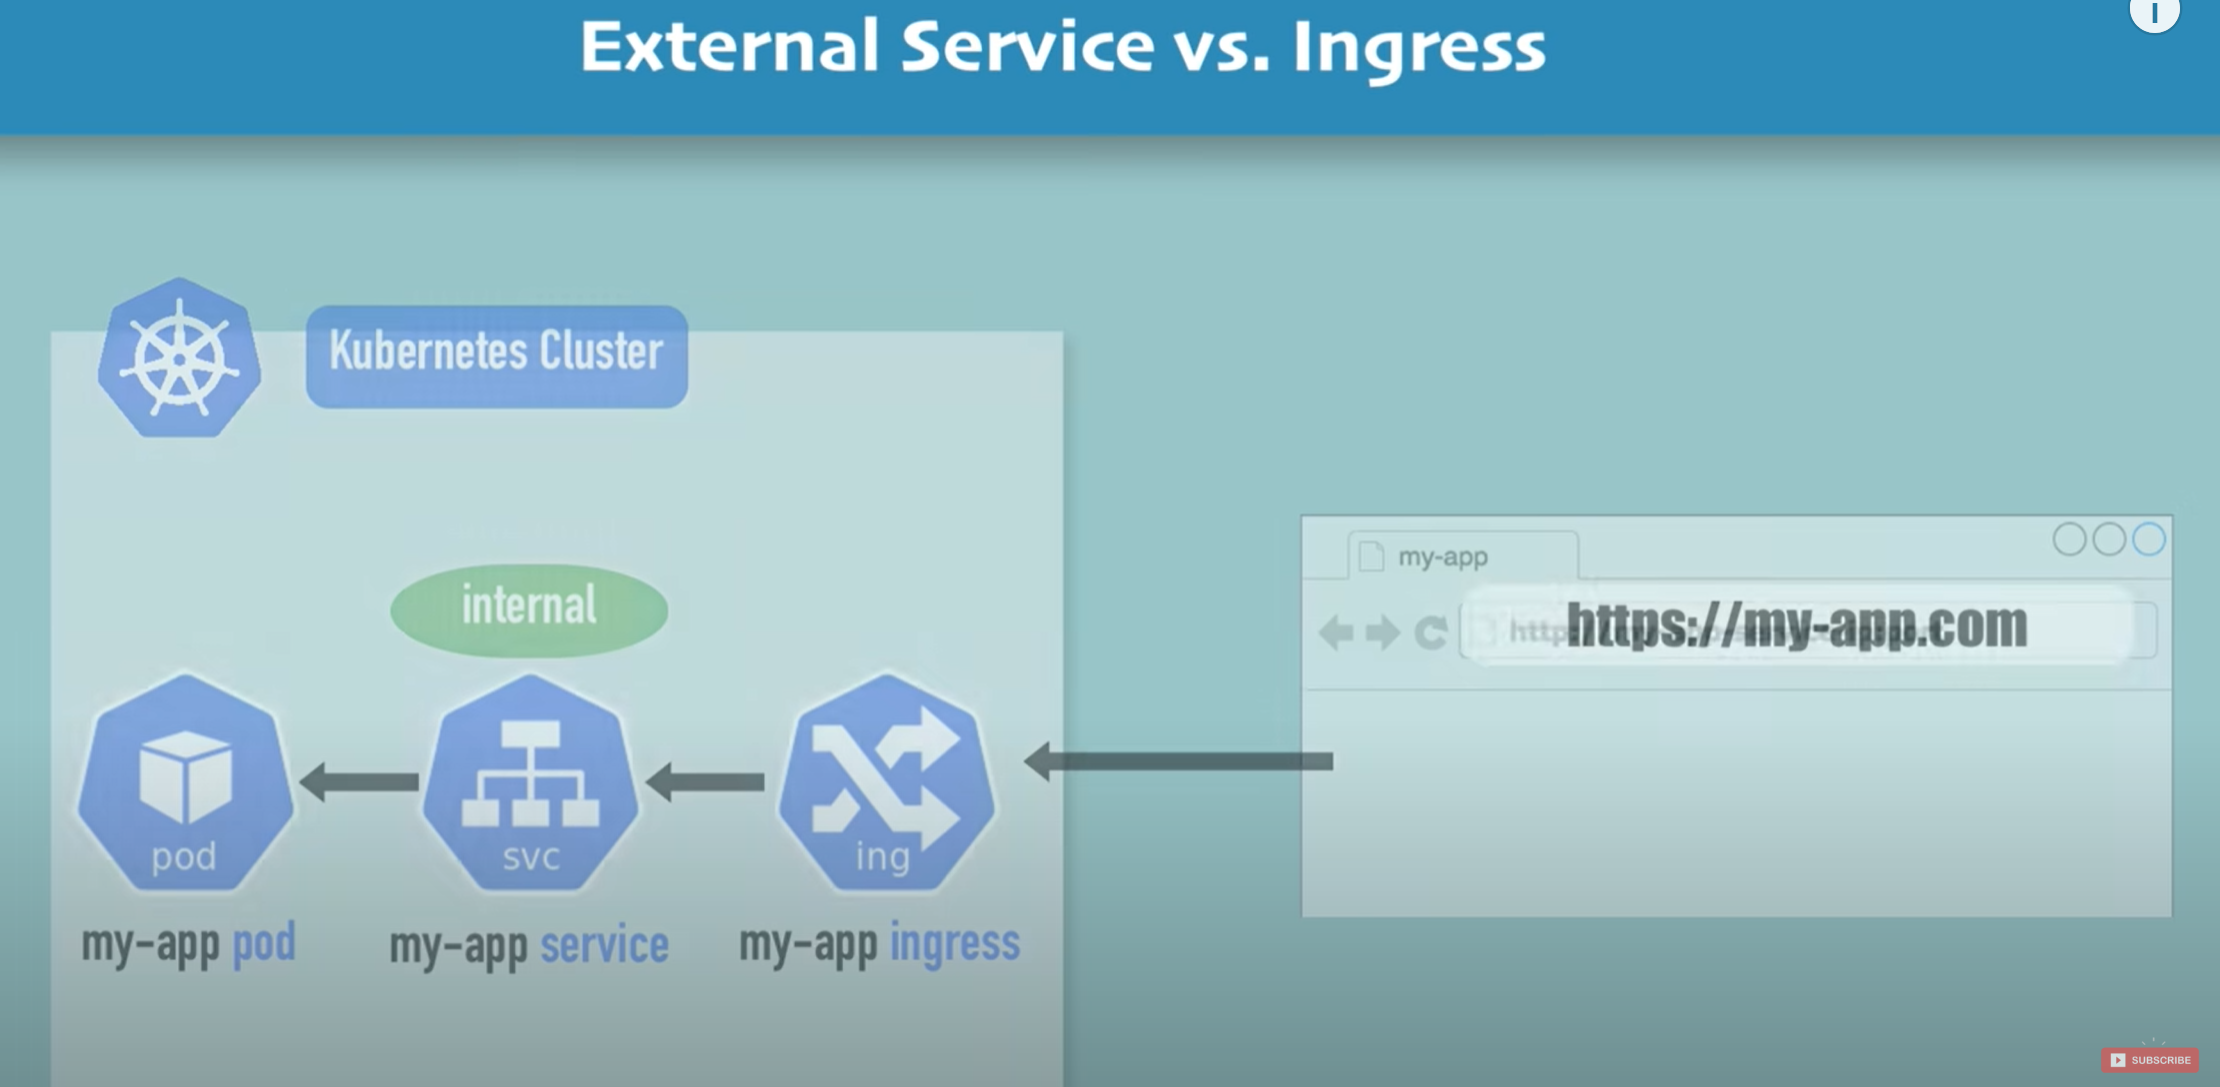 External Service vs. Ingress
Kubernetes Cluster
internal
my-app
https://my-app.com
pod
svc
ing
my-app pod
my-app service
my-app ingress
SUBSCRIBE